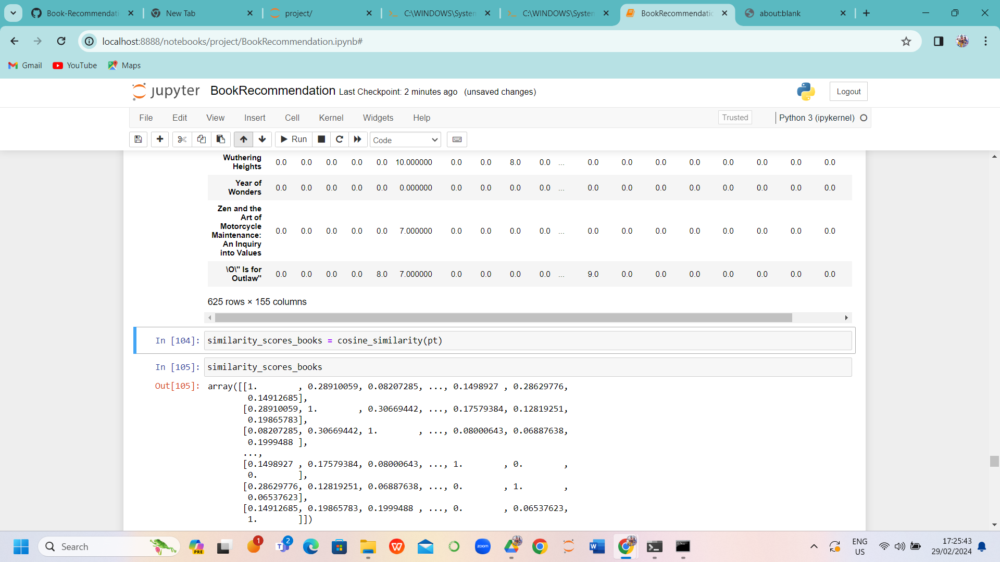 Book-Recommendati
New Tab
project/
C:\WINDOWS\System
C:\WINDOWS\System
BookRecommendatic
about:blank
localhost:8888/notebooks/project/BookRecommendation.ipynb#
Gmail YouTube Maps
jupyter BookRecommendation Last Checkpoint: 2 minutes ago (unsaved changes) Logout
File Edit View Insert Cell Kernel Widgets Help Trusted Python 3 (ipykernel)
Run Code
Wuthering
Heights 0.0 0.0 0.0 0.0 0.0 10.000000 0.0 0.0 8.0 0.0 ... 0.0 0.0 0.0 0.0 0.0 0.0 0.0 0.0
Year of
Wonders 0.0 0.0 0.0 0.0 0.0 0.000000 0.0 0.0 0.0 0.0 ... 0.0 0.0 0.0 0.0 0.0 0.0 0.0 0.0
Zen and the
Art of
Motorcycle
Maintenance: 0.0 0.0 0.0 0.0 0.0 7.000000 0.0 0.0 0.0 0.0 ... 0.0 0.0 0.0 0.0 0.0 0.0 0.0 0.0
An Inquiry
into Values
\O\" Is for
Outlaw" 0.0 0.0 0.0 0.0 8.0 7.000000 0.0 0.0 0.0 0.0 ... 9.0 0.0 0.0 0.0 0.0 0.0 0.0 0.0
625 rows × 155 columns
In [104]: similarity_scores_books = cosine_similarity(pt)
In [105]: similarity_scores_books
Out[105]: array([[1. , 0.28910059, 0.08207285, ..., 0.1498927 , 0.28629776,
0.14912685],
[0.28910059, 1. , 0.30669442, ..., 0.17579384, 0.12819251,
0.19865783],
[0.08207285, 0.30669442, 1. , ..., 0.08000643, 0.06887638,
0.1999488 ],
...,
[0.1498927 , 0.17579384, 0.08000643, ..., 1. , 0. ,
0. ],
[0.28629776, 0.12819251, 0.06887638, ..., 0. , 1. ,
0.06537623],
[0.14912685, 0.19865783, 0.1999488 , ..., 0. , 0.06537623,
1. ]])
Search PRE 1 2 zoom ENG
US
17:25:43
29/02/2024